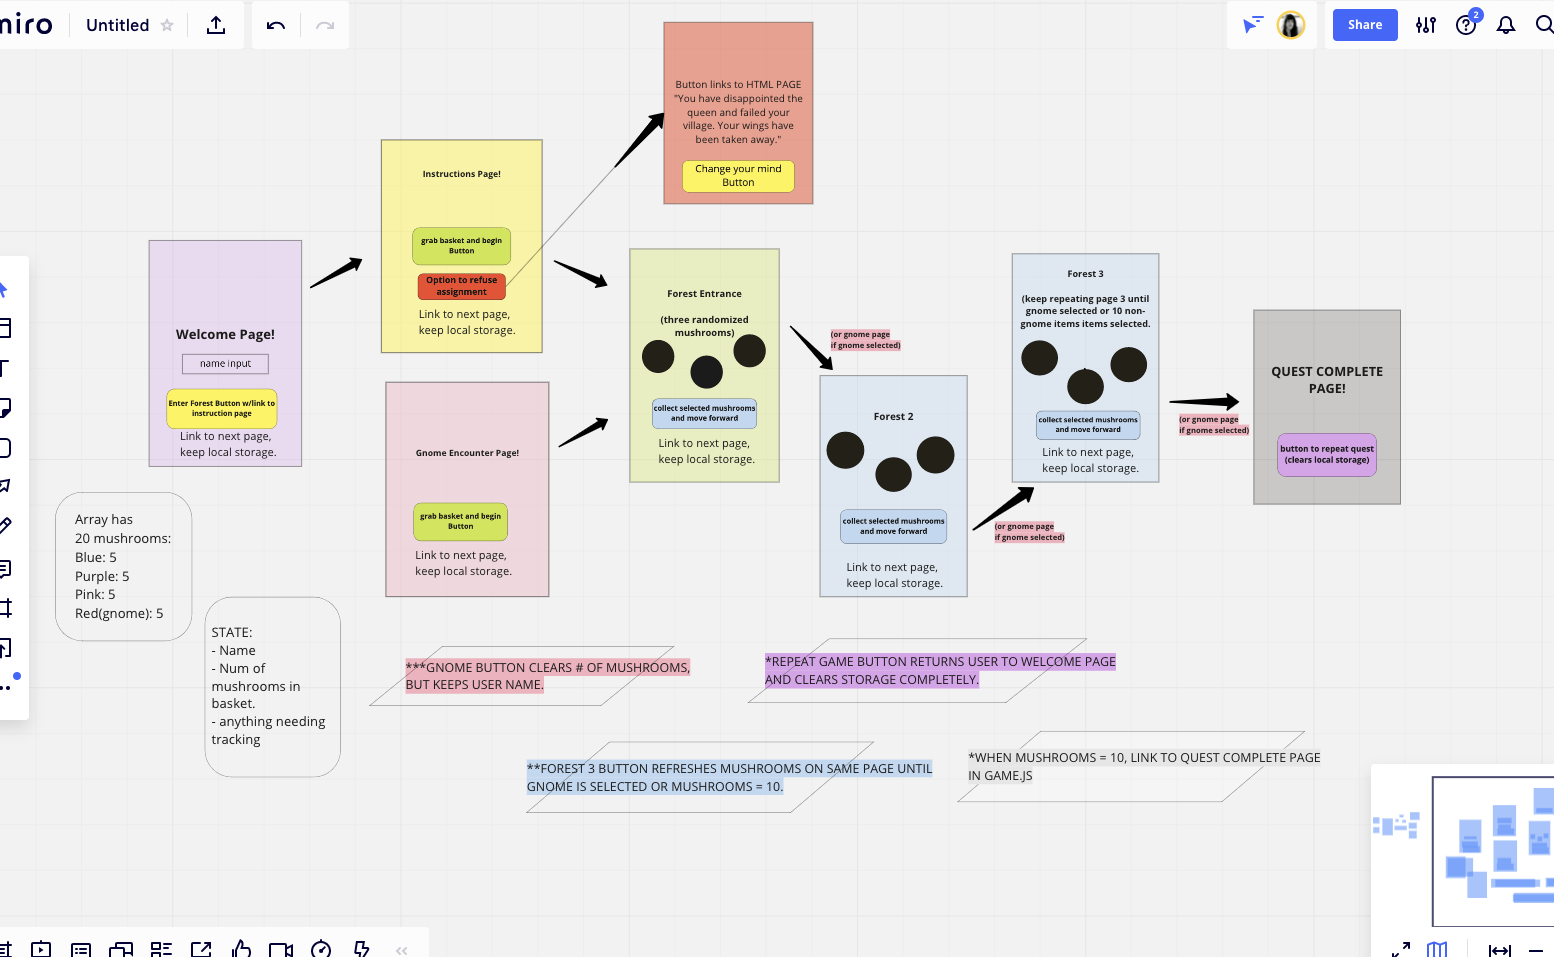 miro
Untitled
Share
2
Button links to HTML PAGE
"You have disappointed the
queen and failed your
village. Your wings have
been taken away."
Change your mind
Button
Instructions Page!
grab basket and begin
Button
Option to refuse
assignment
Link to next page,
keep local storage.
Welcome Page!
name input
Enter Forest Button w/link to
instruction page
Link to next page,
keep local storage.
Gnome Encounter Page!
grab basket and begin
Button
Link to next page,
keep local storage.
Forest Entrance
(three randomized
mushrooms)
collect selected mushrooms
and move forward
Link to next page,
keep local storage.
(or gnome page
if gnome selected)
Forest 2
collect selected mushrooms
and move forward
Link to next page,
keep local storage.
(or gnome page
if gnome selected)
Forest 3
(keep repeating page 3 until
gnome selected or 10 non-
gnome items items selected.
collect selected mushrooms
and move forward
Link to next page,
keep local storage.
(or gnome page
if gnome selected)
QUEST COMPLETE
PAGE!
button to repeat quest
(clears local storage)
Array has
20 mushrooms:
Blue: 5
Purple: 5
Pink: 5
Red(gnome): 5
STATE:
- Name
- Num of
mushrooms in
basket.
- anything needing
tracking
***GNOME BUTTON CLEARS # OF MUSHROOMS,
BUT KEEPS USER NAME.
*REPEAT GAME BUTTON RETURNS USER TO WELCOME PAGE
AND CLEARS STORAGE COMPLETELY.
**FOREST 3 BUTTON REFRESHES MUSHROOMS ON SAME PAGE UNTIL
GNOME IS SELECTED OR MUSHROOMS = 10.
*WHEN MUSHROOMS = 10, LINK TO QUEST COMPLETE PAGE
IN GAME.JS